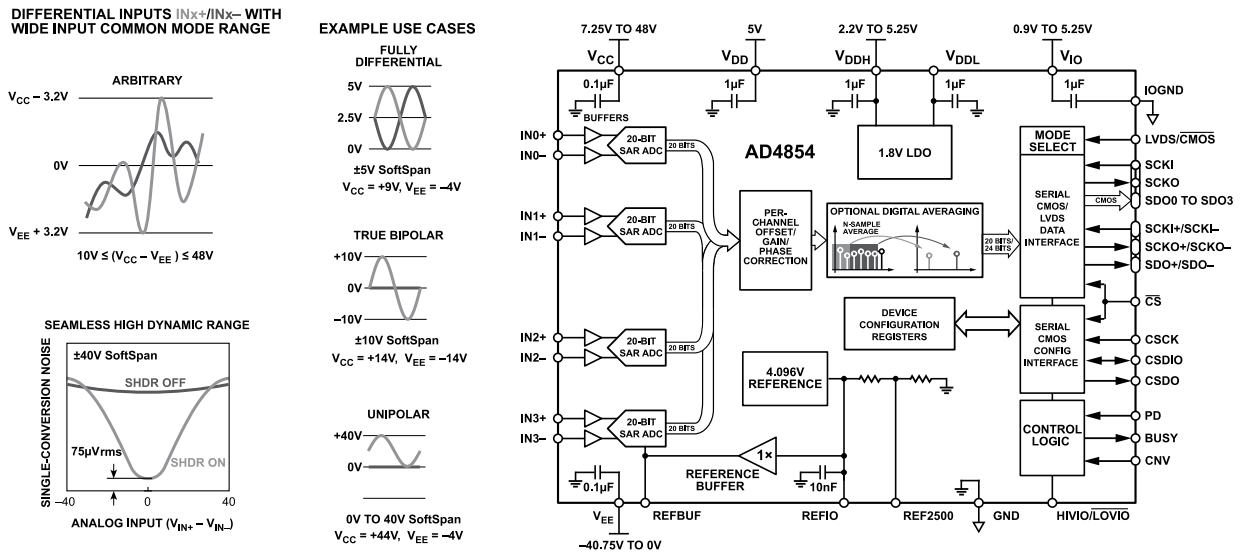 DIFFERENTIAL INPUTS INx+/INx– WITH
WIDE INPUT COMMON MODE RANGE
ARBITRARY
VCC – 3.2V
0V
VEE + 3.2V
10V ≤ (VCC – VEE) ≤ 48V
SEAMLESS HIGH DYNAMIC RANGE
SINGLE-CONVERSION NOISE
±40V SoftSpan
SHDR OFF
75µVrms
SHDR ON
–40
0
40
ANALOG INPUT (VIN+ – VIN–)
EXAMPLE USE CASES
FULLY
DIFFERENTIAL
5V
2.5V
0V
±5V SoftSpan
VCC = +9V, VEE = –4V
TRUE BIPOLAR
+10V
0V
–10V
±10V SoftSpan
VCC = +14V, VEE = –14V
UNIPOLAR
+40V
0V
0V TO 40V SoftSpan
VCC = +44V, VEE = –4V
7.25V TO 48V
5V
2.2V TO 5.25V
0.9V TO 5.25V
VCC
VDD
VDDH
VDDL
VIO
0.1µF
1µF
1µF
1µF
1µF
IOGND
BUFFERS
IN0+
IN0–
20-BIT
SAR ADC
20 BITS
IN1+
IN1–
20-BIT
SAR ADC
20 BITS
IN2+
IN2–
20-BIT
SAR ADC
20 BITS
IN3+
IN3–
20-BIT
SAR ADC
20 BITS
AD4854
1.8V LDO
PER-
CHANNEL
OFFSET/
GAIN/
PHASE
CORRECTION
OPTIONAL DIGITAL AVERAGING
N-SAMPLE
AVERAGE
20 BITS/
24 BITS
MODE
SELECT
SERIAL
CMOS/
LVDS
DATA
INTERFACE
CMOS
LVDS/CMOS
SCKI
SCKO
SDO0 TO SDO3
SCKI+/SCKI–
SCKO+/SCKO–
SDO+/SDO–
CS
DEVICE
CONFIGURATION
REGISTERS
SERIAL
CMOS
CONFIG
INTERFACE
CSCK
CSDIO
CSDO
4.096V
REFERENCE
CONTROL
LOGIC
PD
BUSY
CNV
1×
REFERENCE
BUFFER
0.1µF
10nF
VEE
REFBUF
REFIO
REF2500
GND
HIVIO/LOVIO
–40.75V TO 0V